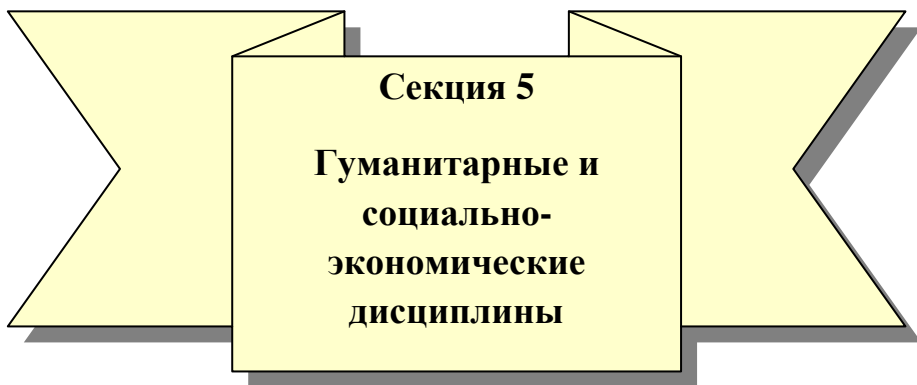 Секция 5
Гуманитарные и
социально-
экономические
дисциплины